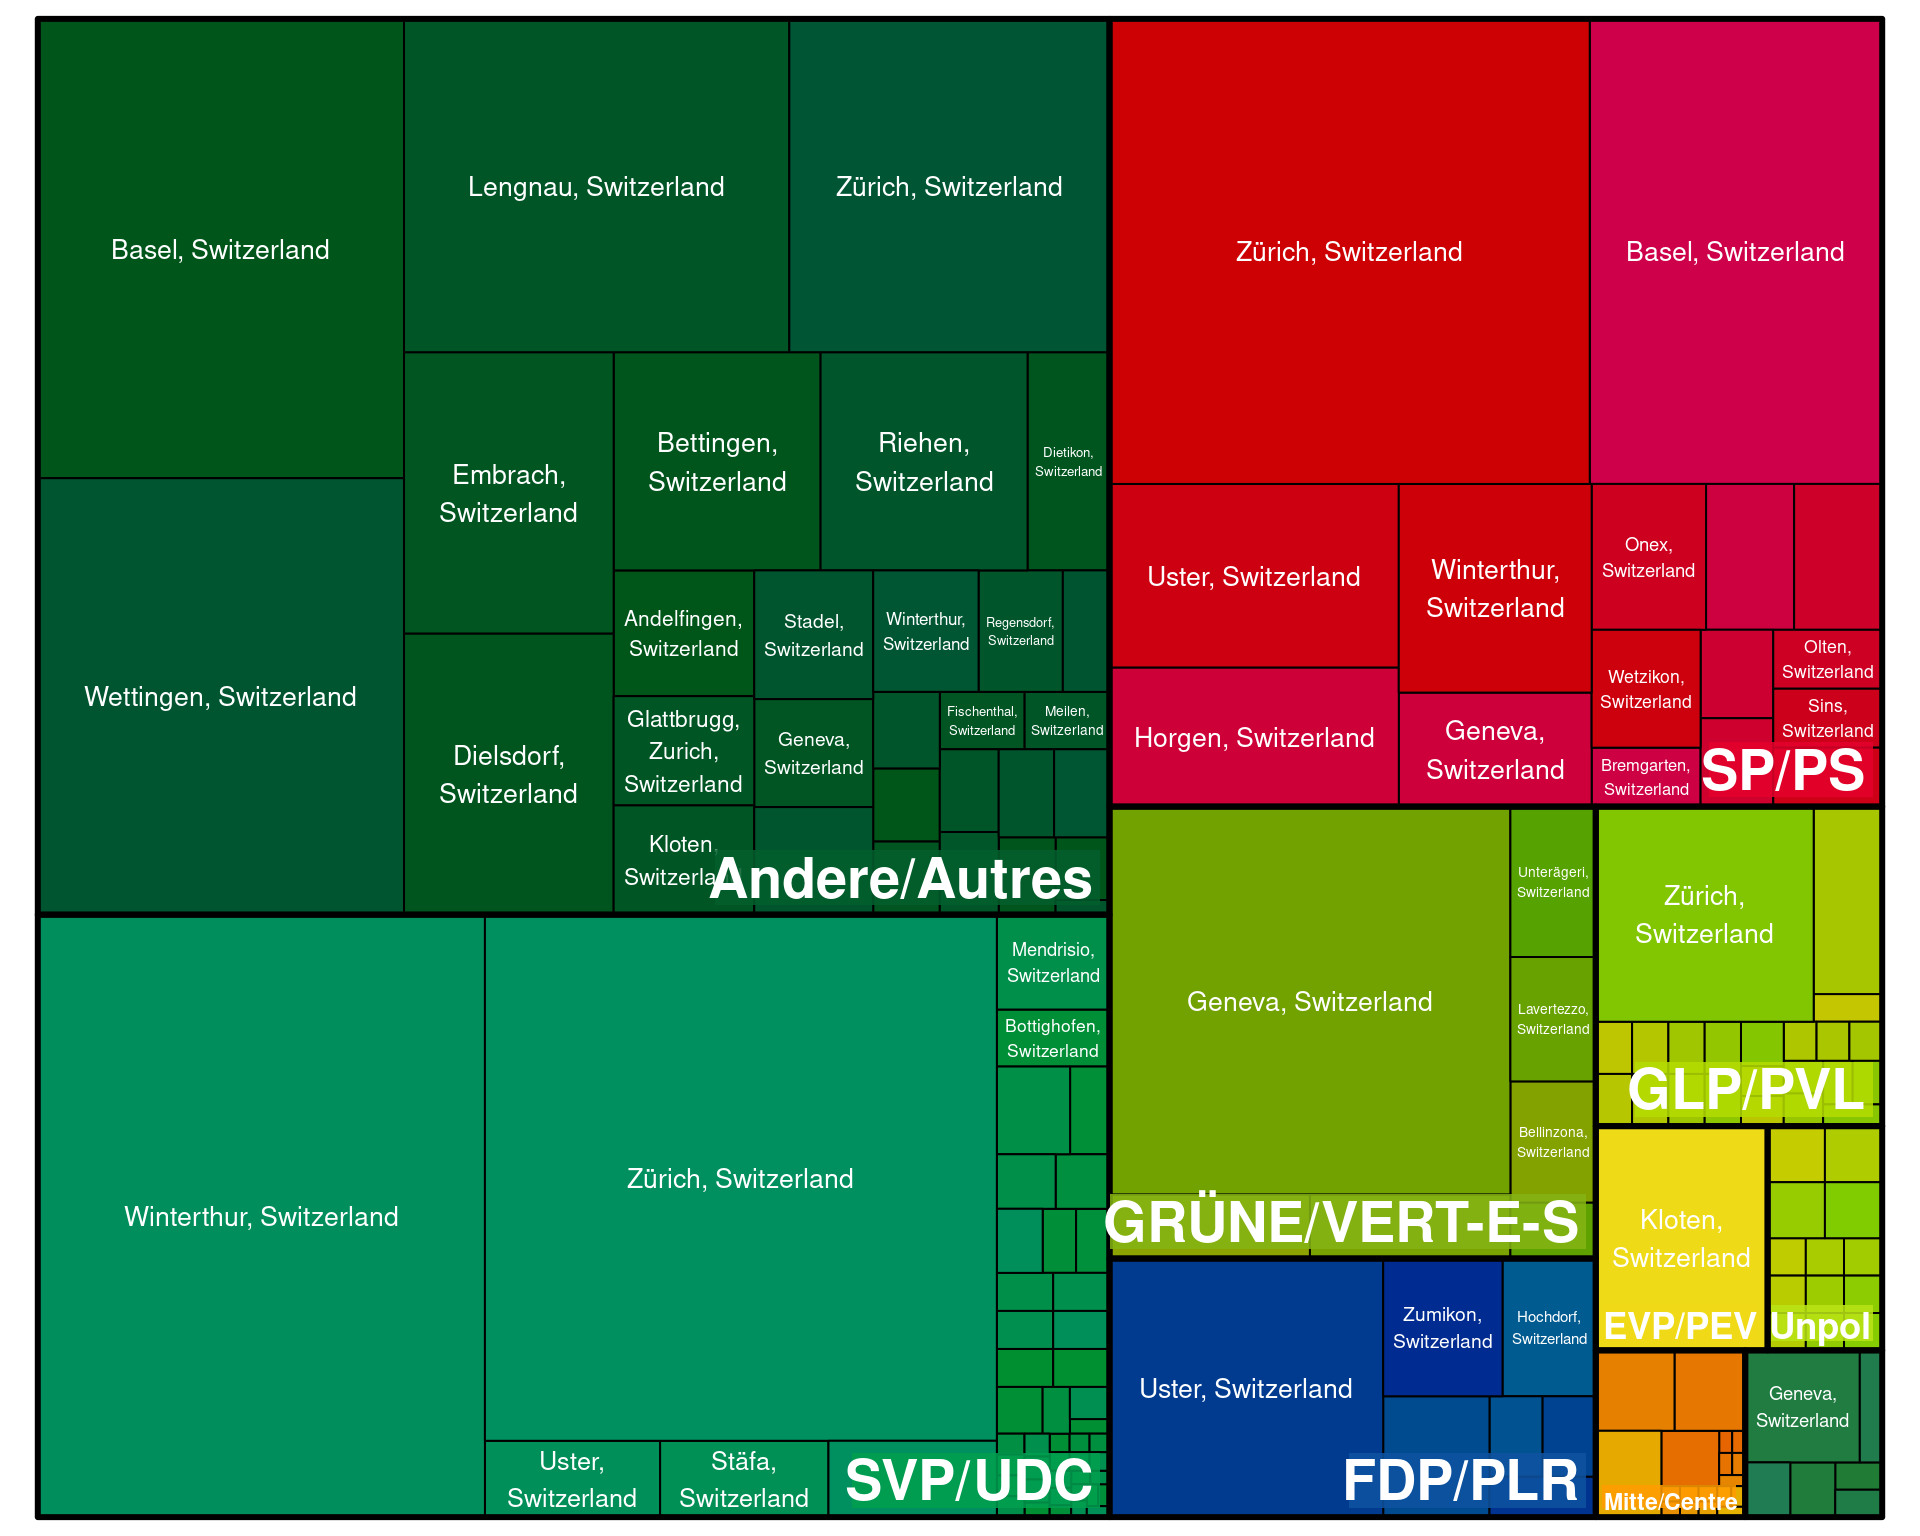 Basel, Switzerland
Lengnau, Switzerland
Zürich, Switzerland
Wettingen, Switzerland
Embrach,
Switzerland
Bettingen,
Switzerland
Riehen,
Switzerland
Dietikon,
Switzerland
Dielsdorf,
Switzerland
Andelfingen,
Switzerland
Stadel,
Switzerland
Winterthur,
Switzerland
Regensdorf,
Switzerland
Glattbrugg,
Zurich,
Switzerland
Geneva,
Switzerland
Fischenthal,
Switzerland
Meilen,
Switzerland
Kloten,
Switzerla
Andere/Autres
Winterthur, Switzerland
Zürich, Switzerland
Mendrisio,
Switzerland
Bottighofen,
Switzerland
Uster,
Switzerland
Stäfa,
Switzerland
SVP/UDC
Zürich, Switzerland
Basel, Switzerland
Uster, Switzerland
Winterthur,
Switzerland
Onex,
Switzerland
Horgen, Switzerland
Geneva,
Switzerland
Wetzikon,
Switzerland
Olten,
Switzerland
Sins,
Switzerland
Bremgarten,
Switzerland
SP/PS
Geneva, Switzerland
Unterägeri,
Switzerland
Lavertezzo,
Switzerland
Bellinzona,
Switzerland
GRÜNE/VERT-E-S
Zürich,
Switzerland
GLP/PVL
Kloten,
Switzerland
EVP/PEV
Unpol
Uster, Switzerland
Zumikon,
Switzerland
Hochdorf,
Switzerland
FDP/PLR
Mitte/Centre
Geneva,
Switzerland